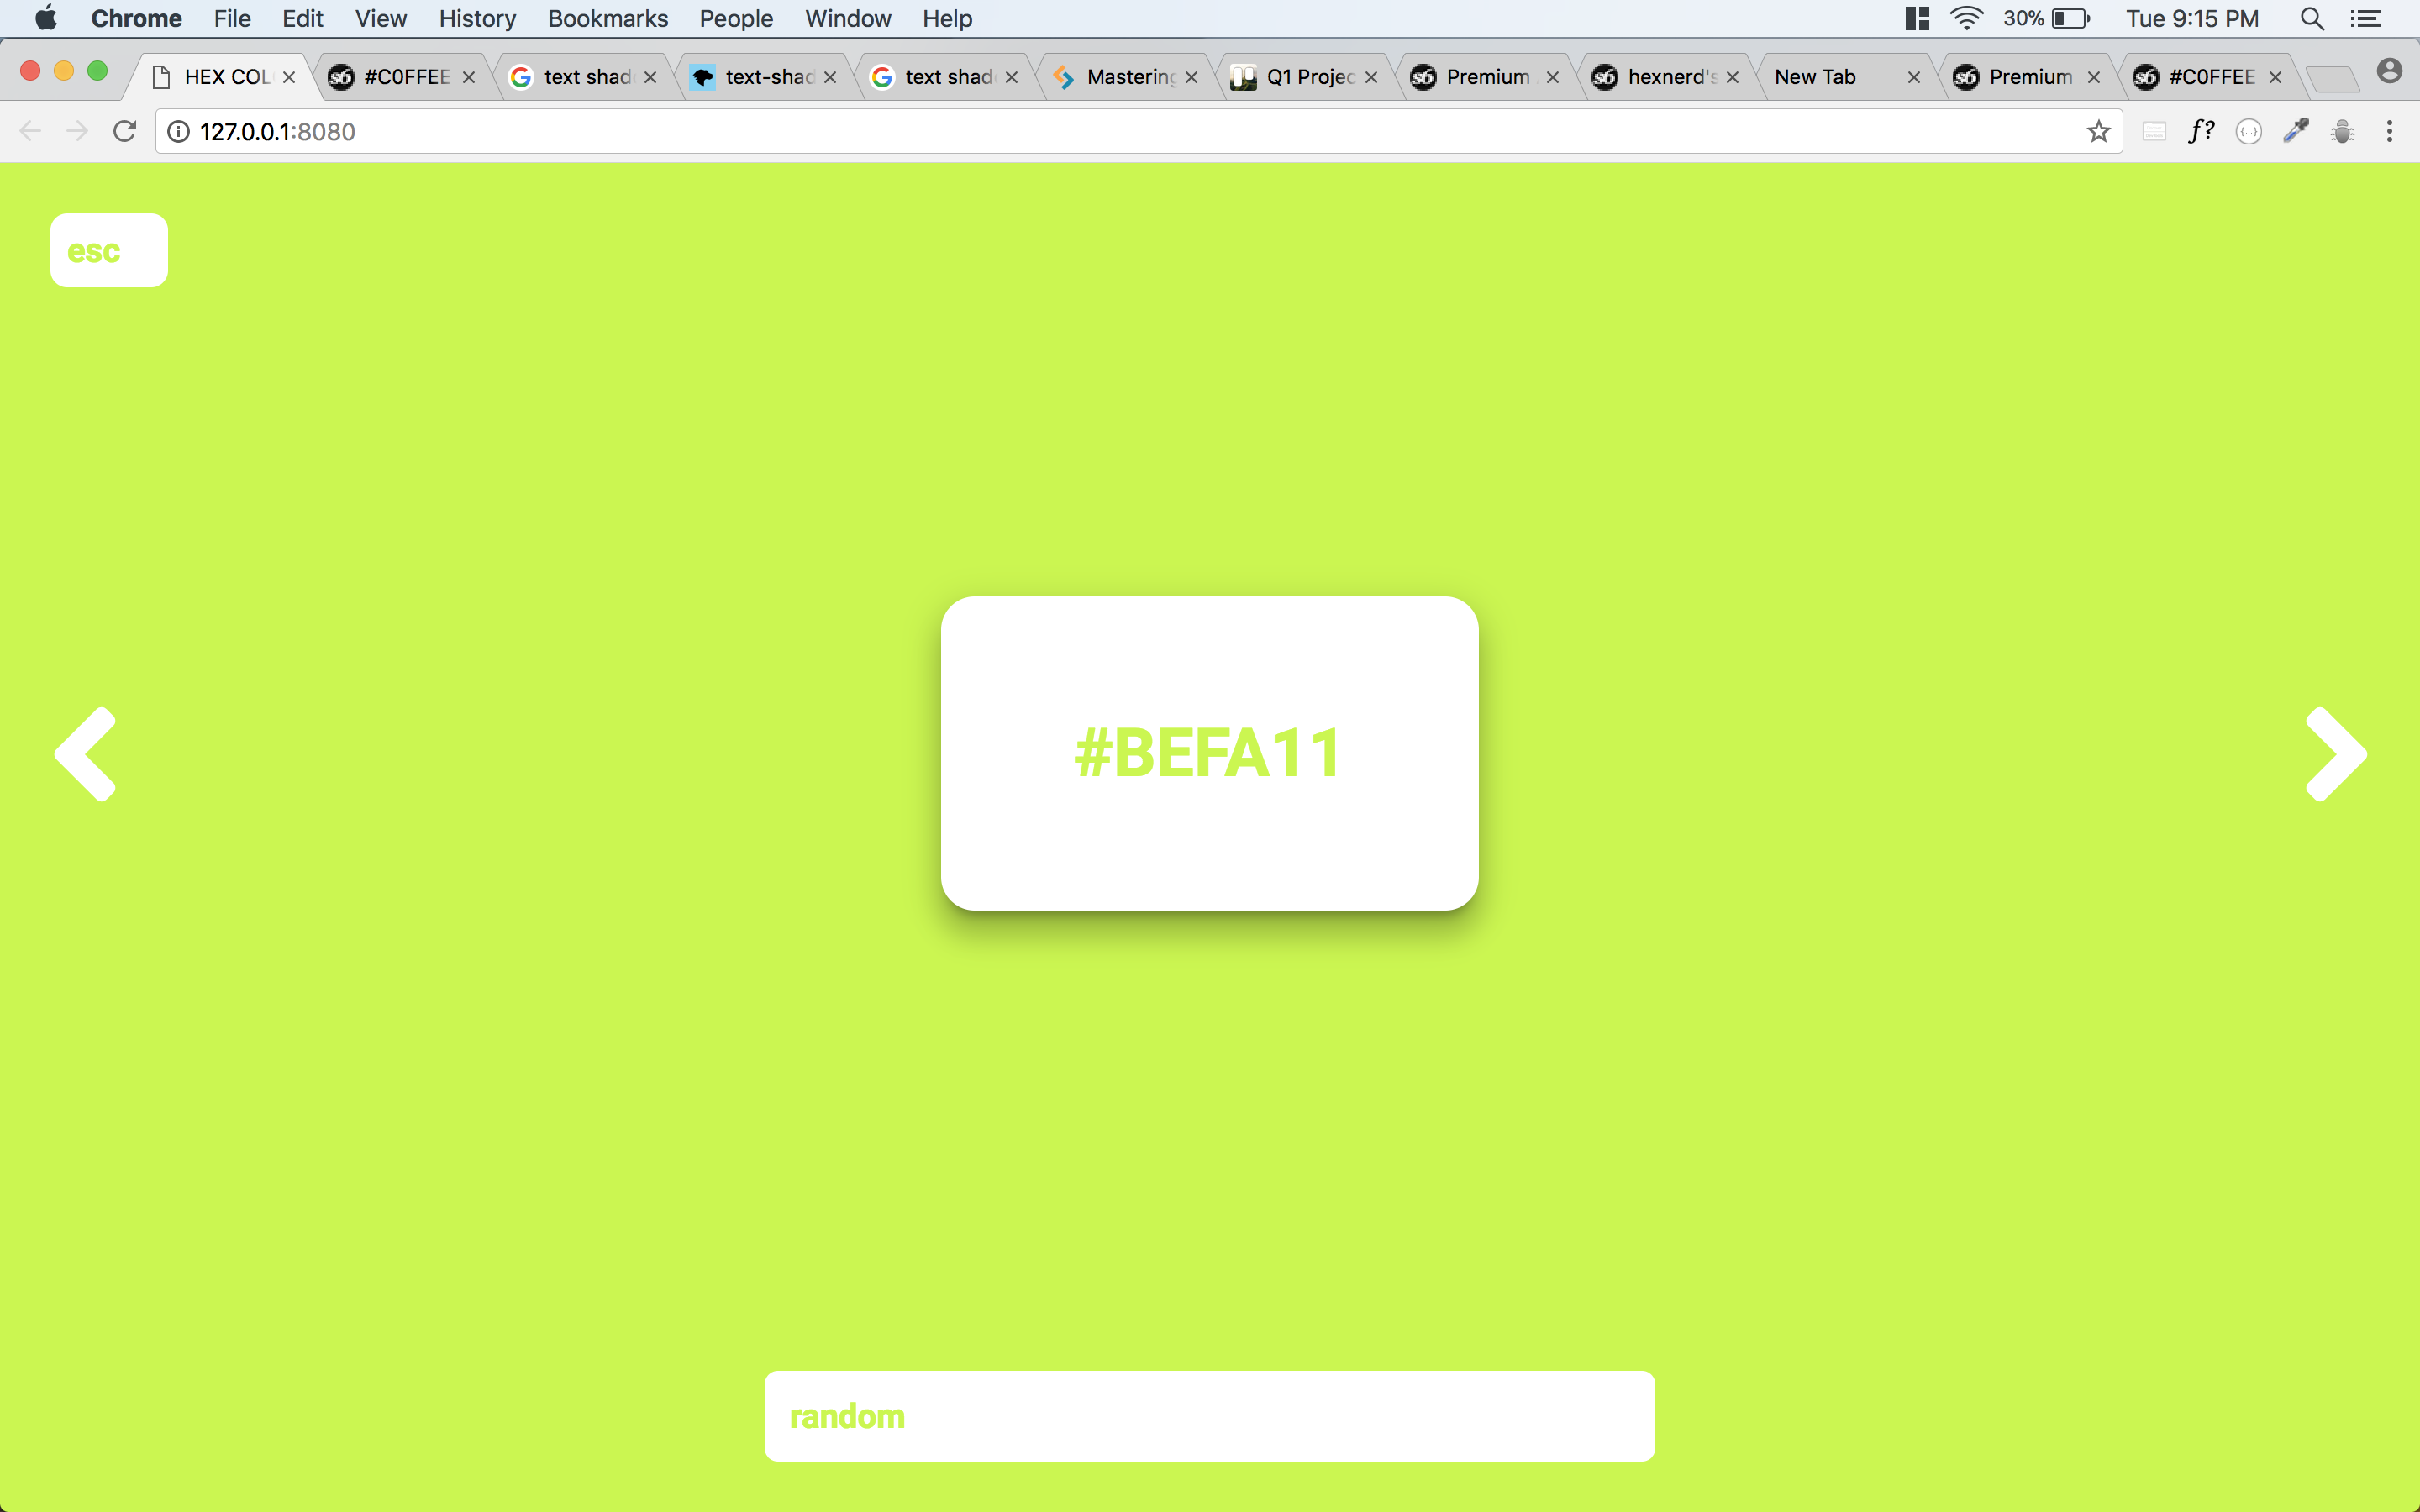 Chrome File Edit View History Bookmarks People Window Help 30% Tue 9:15 PM
HEX COL #C0FFEE text shad text-shad text shad Mastering Q1 Projec Premium hexnerd's New Tab Premium #C0FFEE
127.0.0.1:8080 f?
esc
#BEFA11
random